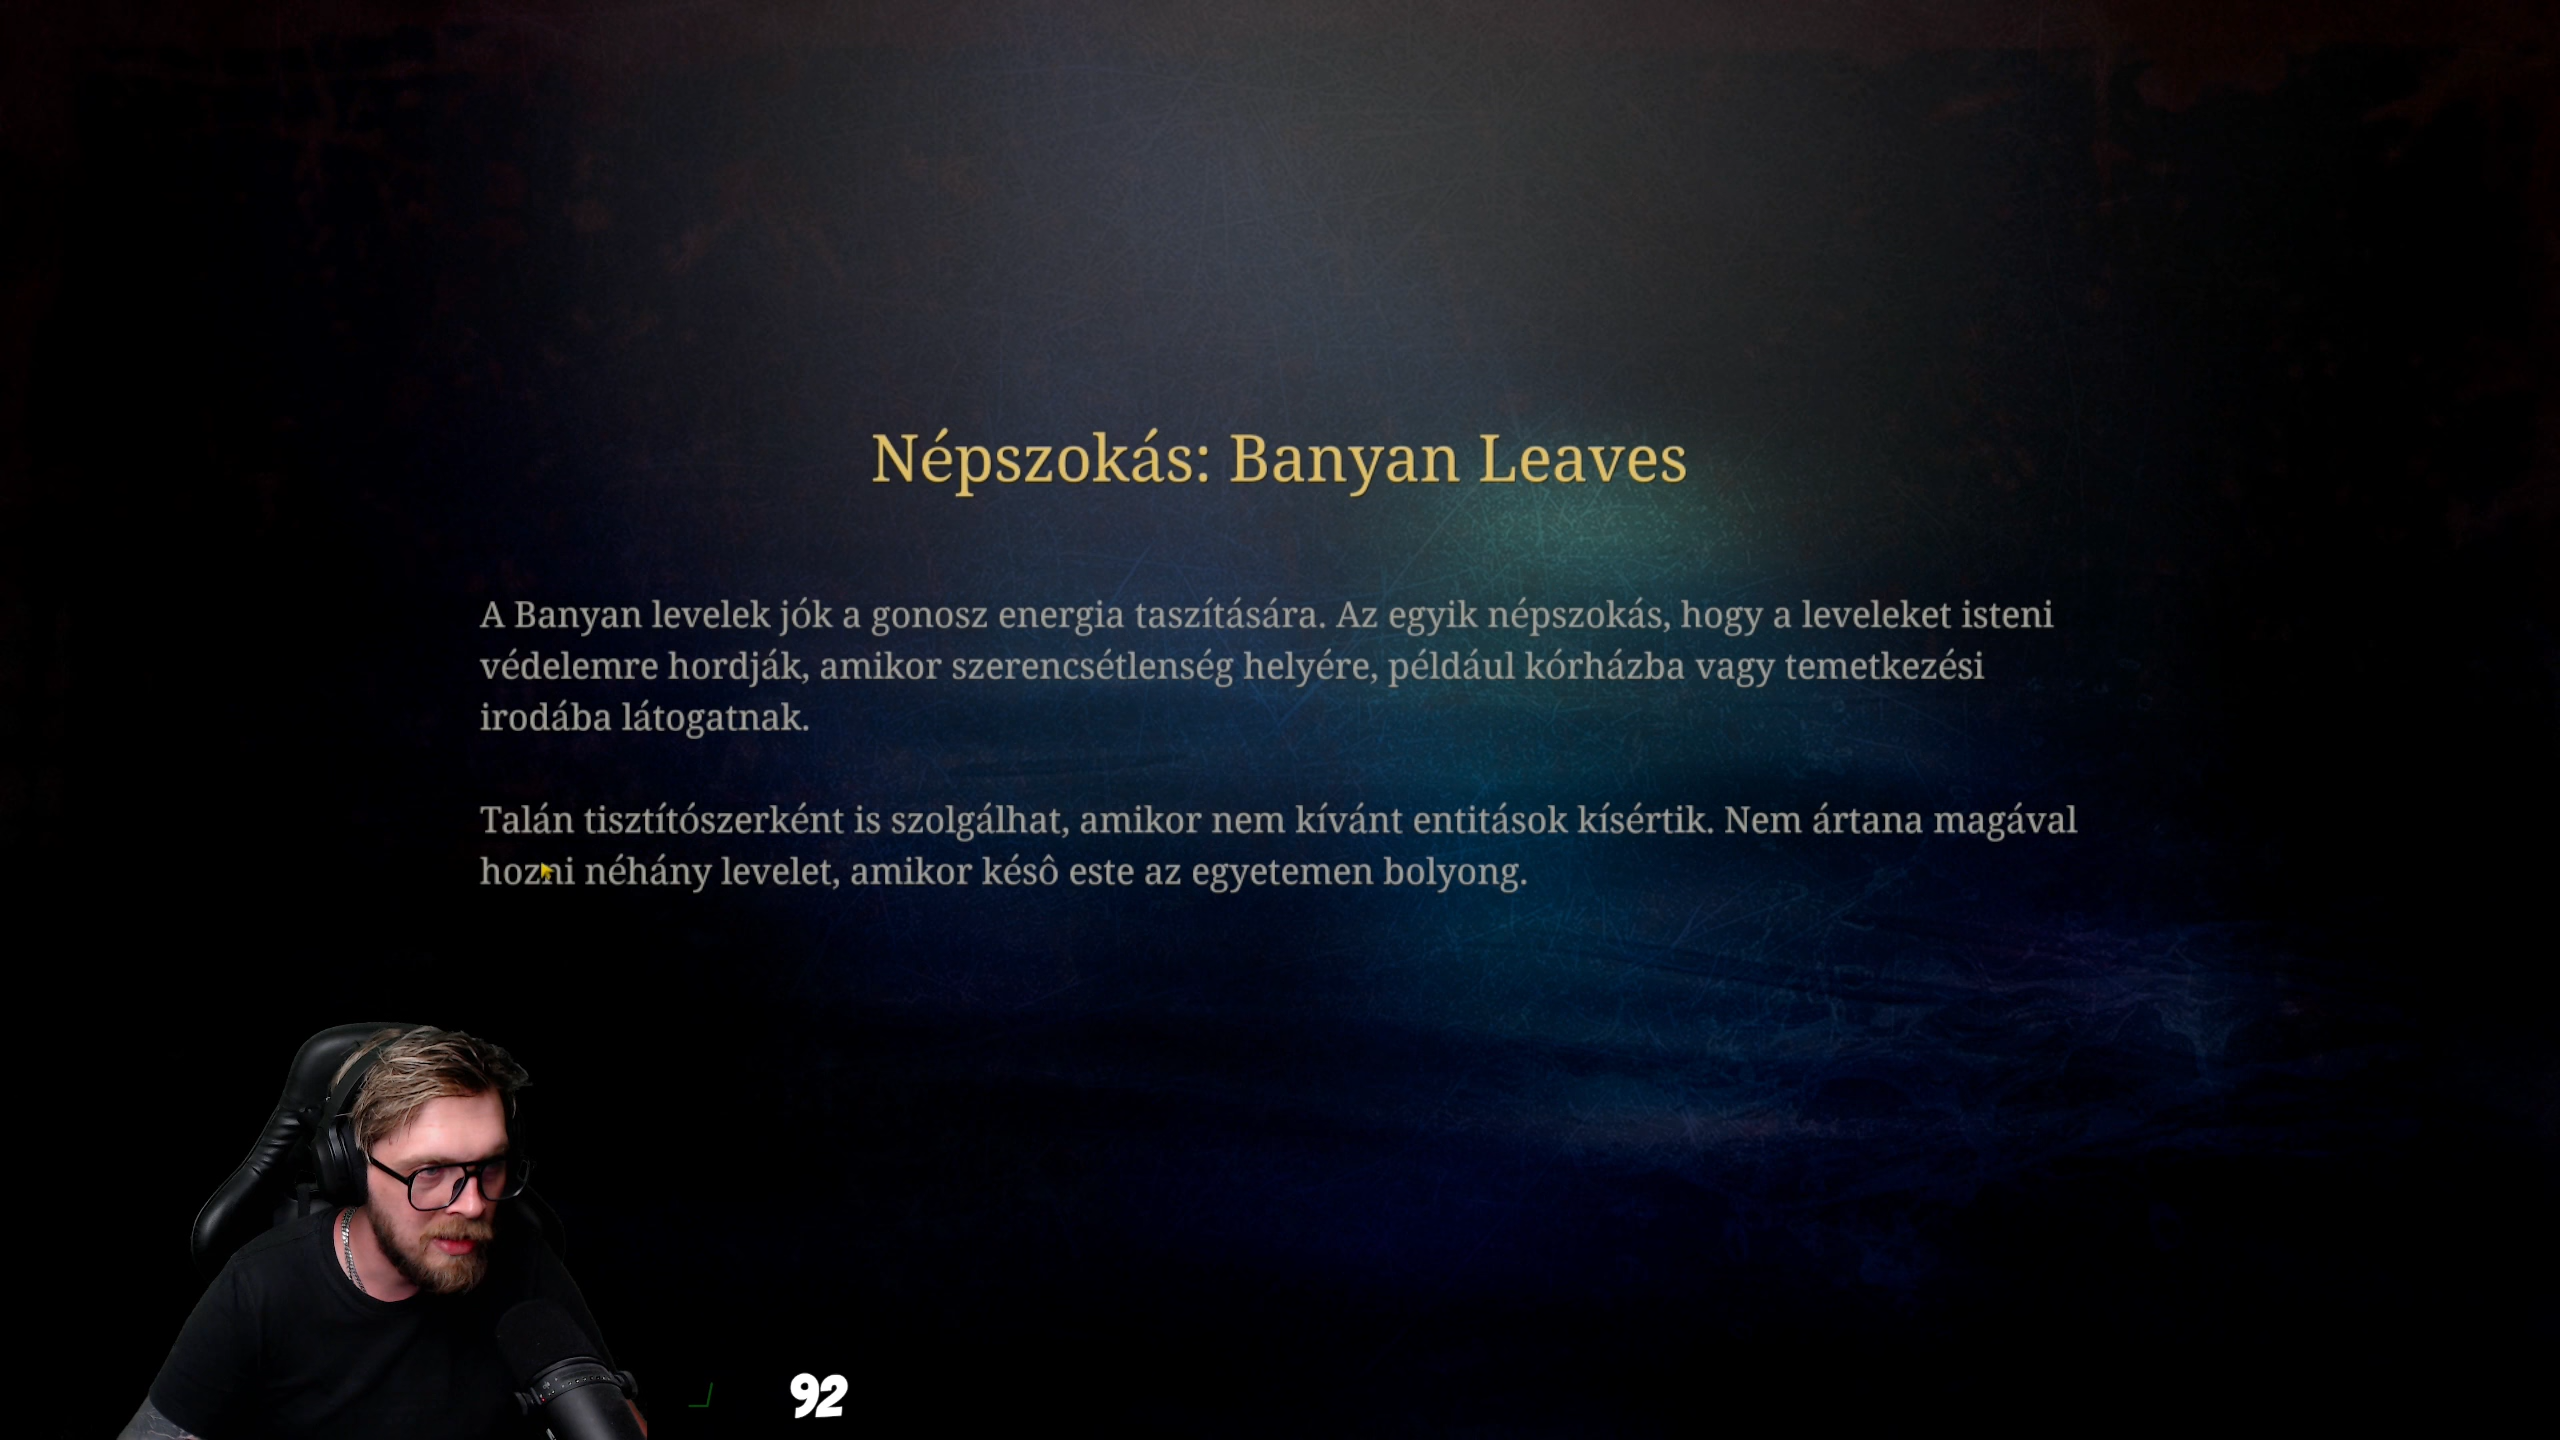 Népszokás: Banyan Leaves
A Banyan levelek jók a gonosz energia taszítására. Az egyik népszokás, hogy a leveleket isteni
védelemre hordják, amikor szerencsétlenség helyére, például kórházba vagy temetkezési
irodába látogatnak.
Talán tisztítószerként is szolgálhat, amikor nem kívánt entitások kísértik. Nem ártana magával
hozni néhány levelet, amikor késô este az egyetemen bolyong.
92